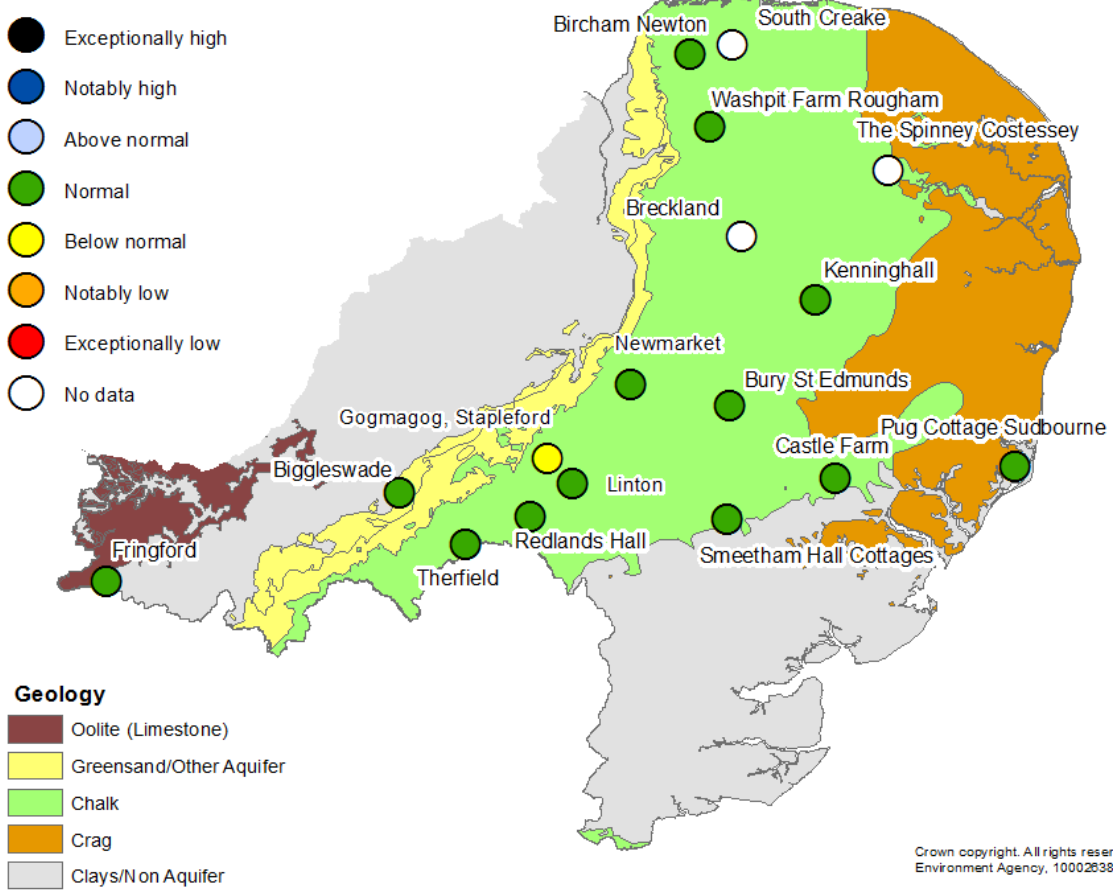 Exceptionally high
Notably high
Above normal
Normal
Below normal
Notably low
Exceptionally low
No data
Bircham Newton
South Creake
Washpit Farm Rougham
The Spinney Costessey
Breckland
Kenninghall
Newmarket
Bury St Edmunds
Gogmagog, Stapleford
Pug Cottage Sudbourne
Castle Farm
Biggleswade
Linton
Redlands Hall
Fringford
Smeetham Hall Cottages
Therfield
Geology
Oolite (Limestone)
Greensand/Other Aquifer
Chalk
Crag
Clays/Non Aquifer
Crown copyright. All rights reser
Environment Agency, 10002638